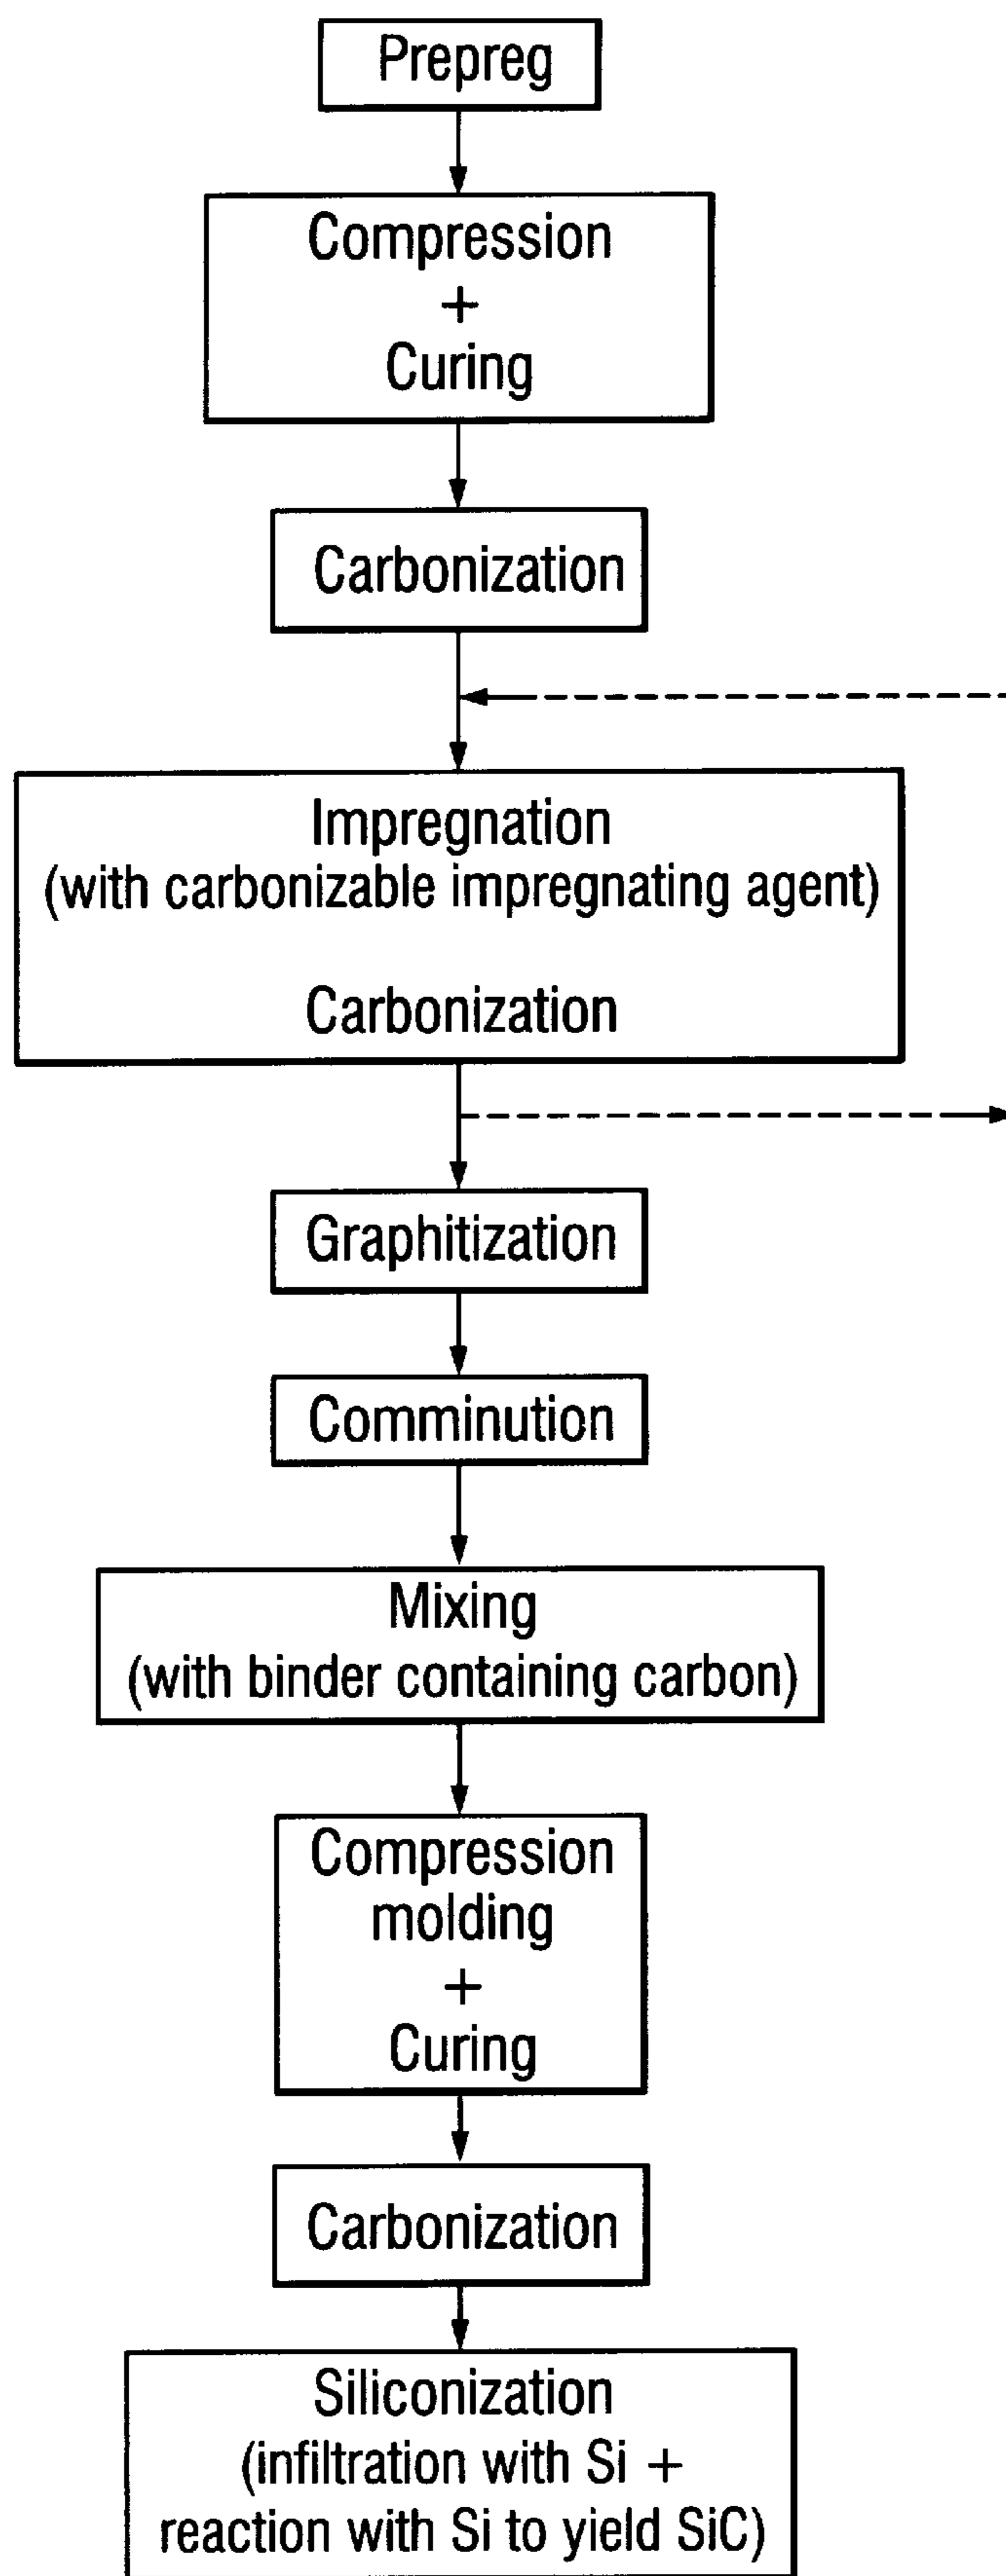 Prepreg
Compression
+
Curing
Carbonization
Impregnation
(with carbonizable impregnating agent)
Carbonization
Graphitization
Comminution
Mixing
(with binder containing carbon)
Compression
molding
+
Curing
Carbonization
Siliconization
(infiltration with Si +
reaction with Si to yield SiC)